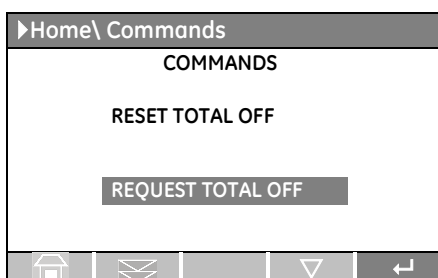 Home\ Commands
COMMANDS
RESET TOTAL OFF
REQUEST TOTAL OFF